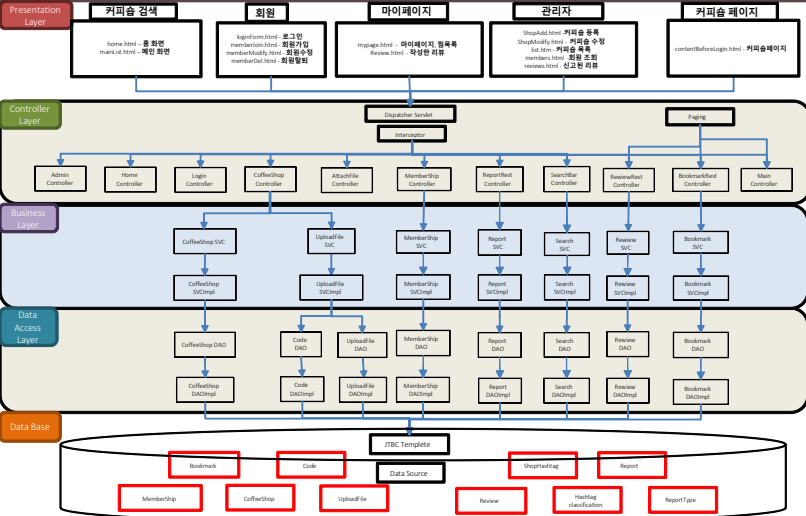 Presentation
Layer
커피숍 검색
회원
마이페이지
관리자
커피숍 페이지
home.html – 홈 화면
mainList.html – 메인 화면
loginForm.html - 로그인
memberJoin.html - 회원가입
memberModify.html - 회원수정
memberDel.html - 회원탈퇴
mypage.html – 마이페이지, 찜목록
Review.html - 작성한 리뷰
ShopAdd.html -커피숍 등록
ShopModify.html - 커피숍 수정
list.htm - 커피숍 목록
members.html -회원 조회
reviews.html - 신고된 리뷰
contentBeforeLogin.html - 커피숍페이지
Controller
Layer
Dispatcher Servlet
Interceptor
Paging
Admin
Controller
Home
Controller
Login
Controller
CoffeeShop
Controller
AttachFile
Controller
MemberShip
Controller
ReportRest
Controller
SearchBar
Controller
RewiewRest
Controller
BookmarkRest
Controller
Main
Controller
Business
Layer
CoffeeShop SVC
UploadFile
SVC
MemberShip
SVC
Report
SVC
Search
SVC
Rewiew
SVC
Bookmark
SVC
CoffeeShop
SVCImpl
UploadFile
SVCImpl
MemberShip
SVCImpl
Report
SVCImpl
Search
SVCImpl
Rewiew
SVCImpl
Bookmark
SVCImpl
Data
Access
Layer
CoffeeShop DAO
Code
DAO
UploadFile
DAO
MemberShip
DAO
Report
DAO
Search
DAO
Rewiew
DAO
Bookmark
DAO
CoffeeShop
DAOImpl
Code
DAOImpl
UploadFile
DAOImpl
MemberShip
DAOImpl
Report
DAOImpl
Search
DAOImpl
Rewiew
DAOImpl
Bookmark
DAOImpl
Data Base
JTBC Templete
Data Source
Bookmark
Code
ShopHashtag
Report
MemberShip
CoffeeShop
UploadFile
Review
Hashtag
classification
ReportType